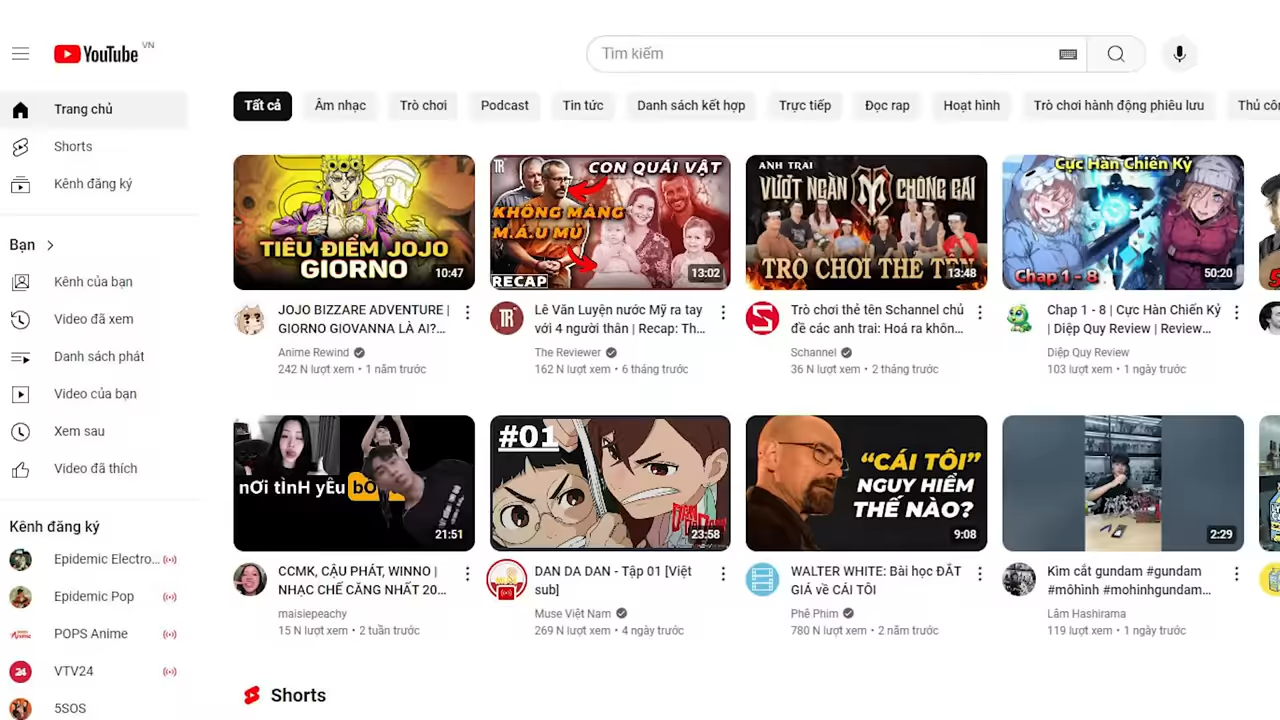 YouTube VN
Tìm kiếm
Trang chủ
Shorts
Kênh đăng ký
Bạn
Kênh của bạn
Video đã xem
Danh sách phát
Video của bạn
Xem sau
Video đã thích
Kênh đăng ký
Epidemic Electro...
Epidemic Pop
POPS Anime
24
VTV24
5SOS
Tất cả
Âm nhạc
Trò chơi
Podcast
Tin tức
Danh sách kết hợp
Trực tiếp
Đọc rap
Hoạt hình
Trò chơi hành động phiêu lưu
Thủ côn
TIÊU ĐIỂM JOJO
GIORNO
10:47
JOJO BIZZARE ADVENTURE |
GIORNO GIOVANNA LÀ AI?...
Anime Rewind
242 N lượt xem • 1 năm trước
TR
CON QUÁI VẬT
KHÔNG MÀNG
M.Á.U MỦ
RECAP
13:02
TR
Lê Văn Luyện nước Mỹ ra tay
với 4 người thân | Recap: Th...
The Reviewer
162 N lượt xem • 6 tháng trước
ANH TRAI
VƯỢT NGÀN CHÔNG GAI
TRÒ CHƠI THẺ TÊN
13:48
Trò chơi thẻ tên Schannel chủ
đề các anh trai: Hoá ra khôn...
Schannel
36 N lượt xem • 2 tháng trước
Cực Hàn Chiến Kỷ
Chap 1 - 8
50:20
Chap 1 - 8 | Cực Hàn Chiến Kỷ
| Diệp Quy Review | Review...
Diệp Quy Review
103 lượt xem • 1 ngày trước
nƠi tÌnH yÊu
21:51
CCMK, CẬU PHÁT, WINNO |
NHẠC CHẾ CĂNG NHẤT 20...
maisiepeachy
15 N lượt xem • 2 tuần trước
#01
23:58
DAN DA DAN - Tập 01 [Việt
sub]
Muse Việt Nam
269 N lượt xem • 4 ngày trước
“CÁI TÔI”
NGUY HIỂM
THẾ NÀO?
9:08
WALTER WHITE: Bài học ĐẮT
GIÁ về CÁI TÔI
Phê Phim
780 N lượt xem • 2 năm trước
2:29
Kìm cắt gundam #gundam
#môhình #mohinhgundam...
Lâm Hashirama
119 lượt xem • 1 ngày trước
Shorts